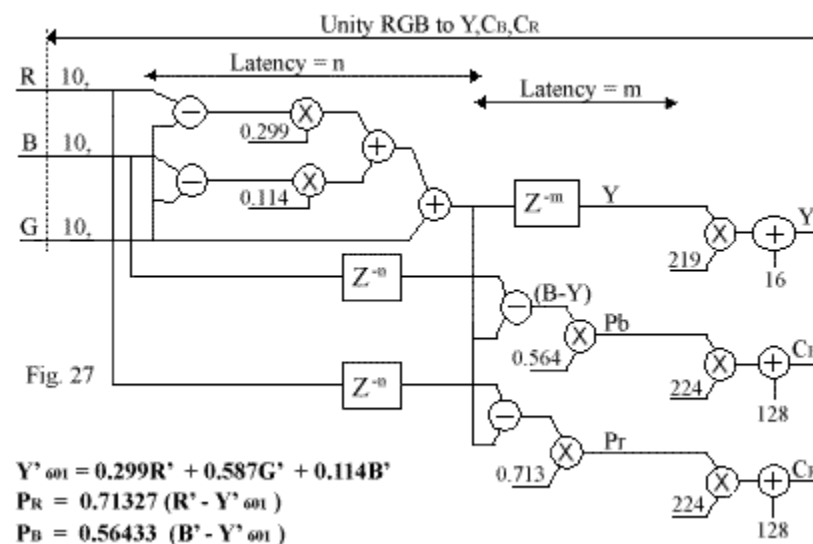 Unity RGB to Y,CB,CR
Latency = n
R 10,
Latency = m
0.299
B 10,
0.114
G 10,
Z-m
Y
Y
219
16
Z-n
(B-Y)
Pb
0.564
224
128
Fig. 27
Z-n
Pr
0.713
224
128
Y' 601 = 0.299R' + 0.587G' + 0.114B'
PR = 0.71327 (R' - Y' 601 )
PB = 0.56433 (B' - Y' 601 )